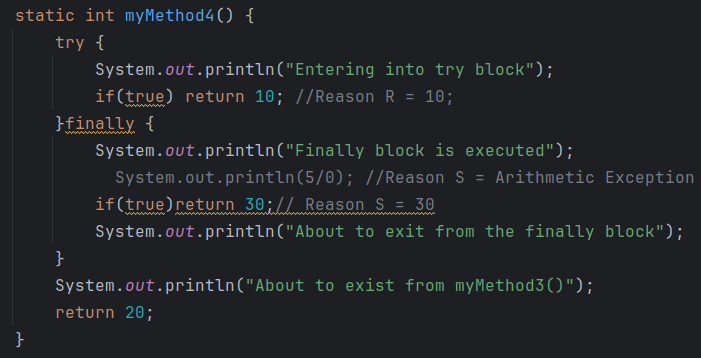 static int myMethod4() {
    try {
        System.out.println("Entering into try block");
        if(true) return 10; //Reason R = 10;
    }finally {
        System.out.println("Finally block is executed");
          System.out.println(5/0); //Reason S = Arithmetic Exception
        if(true)return 30;// Reason S = 30
        System.out.println("About to exit from the finally block");
    }
    System.out.println("About to exist from myMethod3()");
    return 20;
}